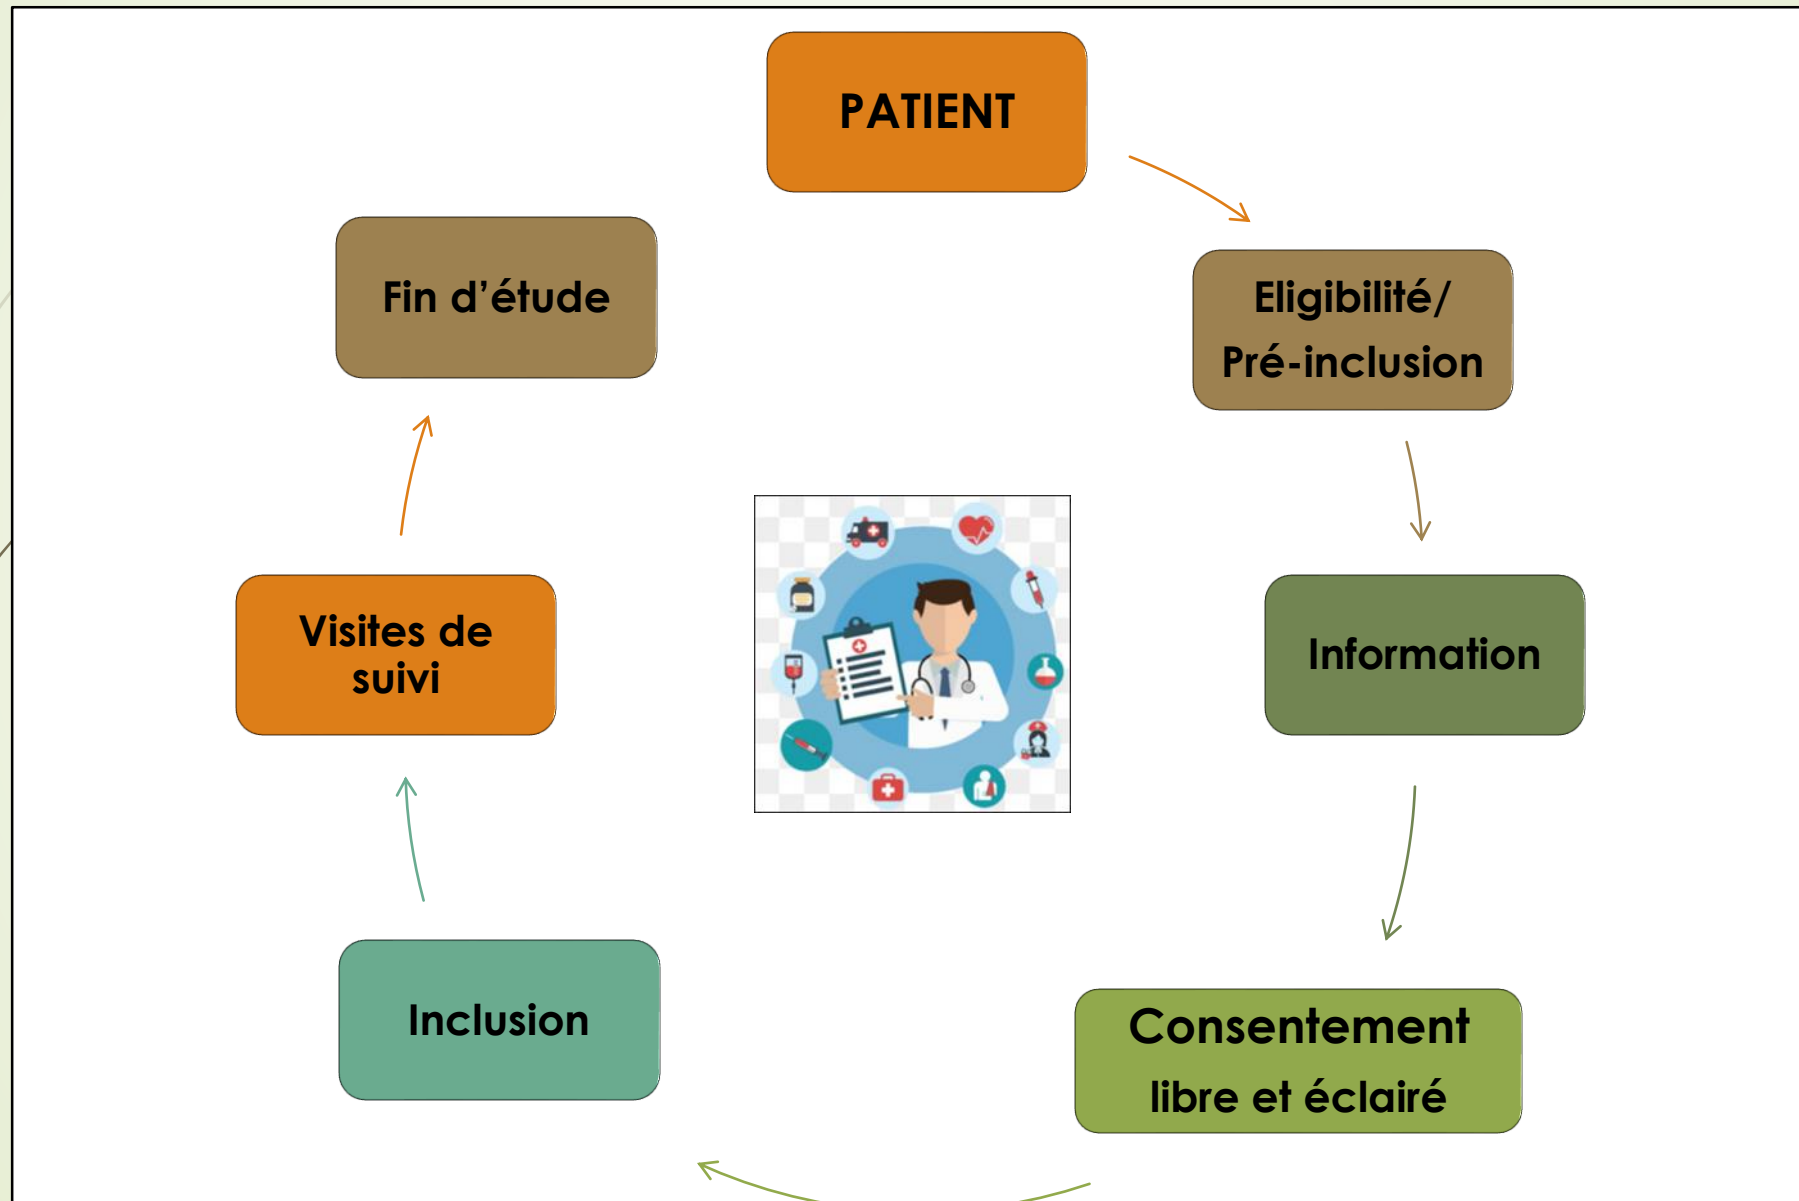 PATIENT
Eligibilité/
Pré-inclusion
Information
Consentement
libre et éclairé
Inclusion
Visites de
suivi
Fin d’étude